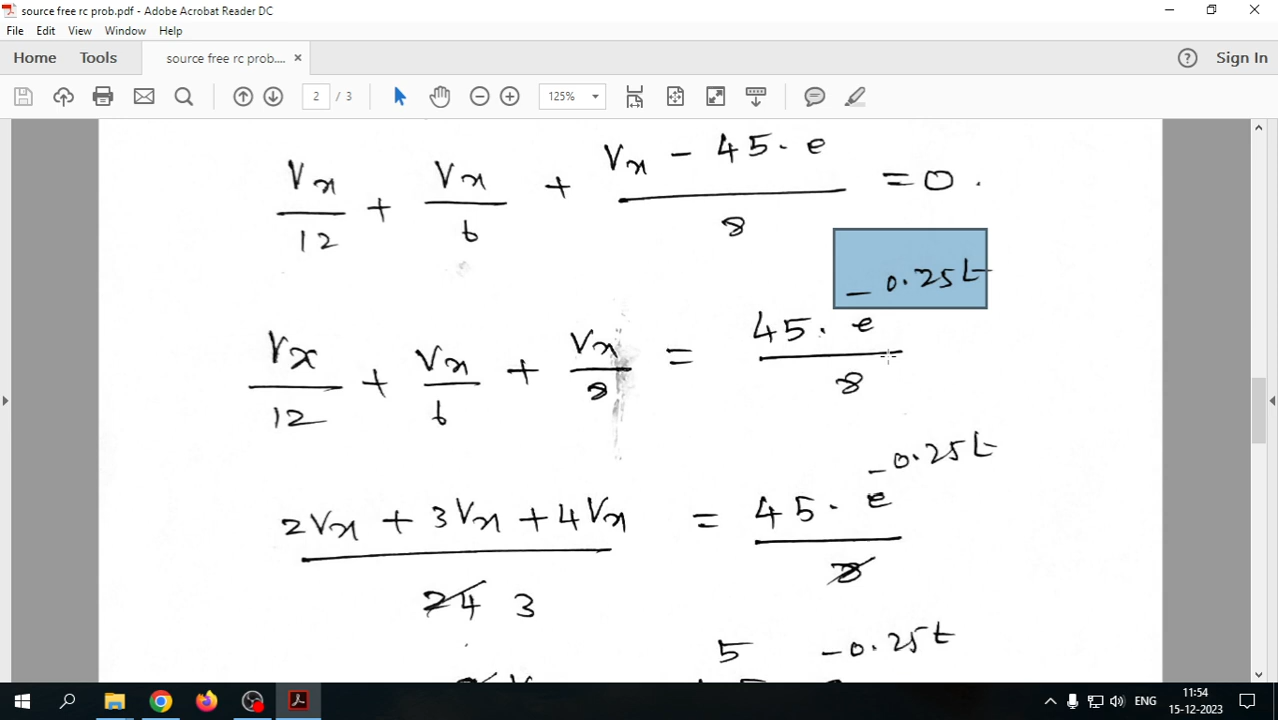 source free rc prob.pdf - Adobe Acrobat Reader DC
File Edit View Window Help
Home Tools source free rc prob.... × Sign In
2 / 3 125%
Vx/12 + Vx/6 + (Vx - 45. e)/8 = 0.
Vx/12 + Vx/6 + Vx/8 = 45. e^-0.25t/8
(2Vx + 3Vx + 4Vx)/24 3 = 45. e^-0.25t/8
5 -0.25t
ENG 11:54
15-12-2023